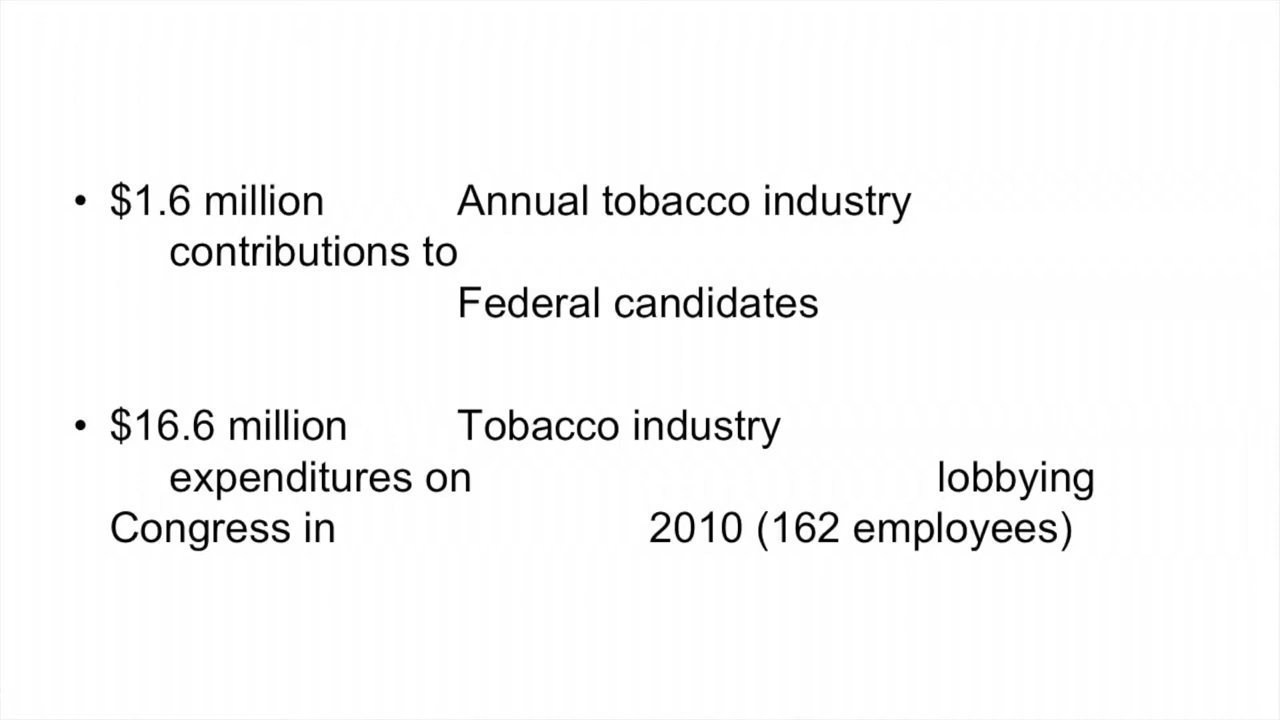 • $1.6 million Annual tobacco industry
contributions to
Federal candidates
• $16.6 million Tobacco industry
expenditures on lobbying
Congress in 2010 (162 employees)